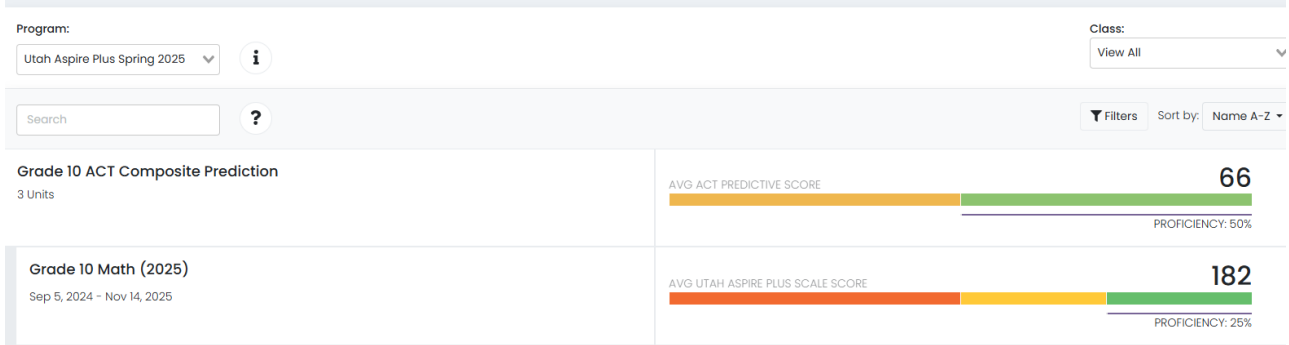 Program:
Class:
Utah Aspire Plus Spring 2025
i
View All
Search
?
Filters
Sort by:
Name A-Z
Grade 10 ACT Composite Prediction
3 Units
AVG ACT PREDICTIVE SCORE
66
PROFICIENCY: 50%
Grade 10 Math (2025)
Sep 5, 2024 - Nov 14, 2025
AVG UTAH ASPIRE PLUS SCALE SCORE
182
PROFICIENCY: 25%